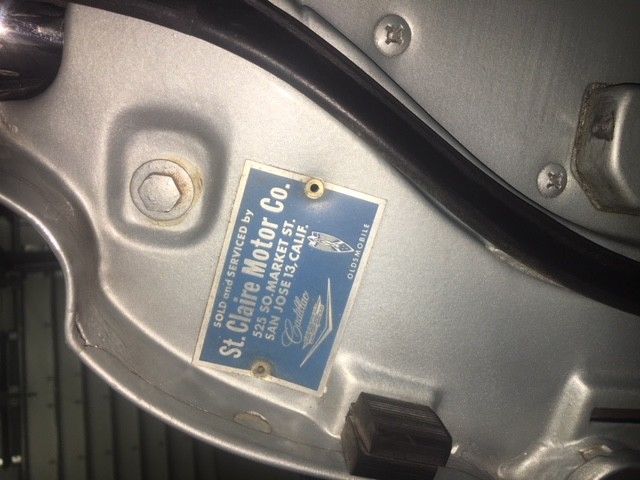 SOLD and SERVICED by
St. Claire Motor Co.
525 SO. MARKET ST.
SAN JOSE 13, CALIF.
Cadillac
OLDSMOBILE